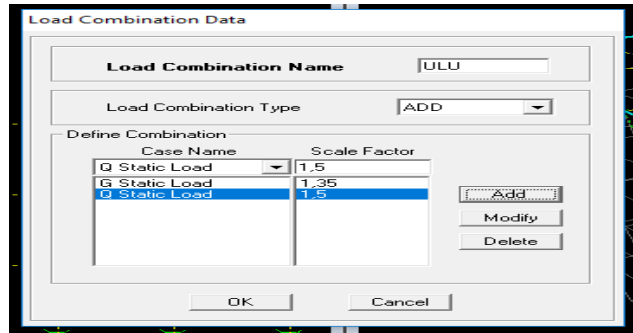 Load Combination Data
Load Combination Name ULU
Load Combination Type ADD
Define Combination
Case Name Scale Factor
Q Static Load 1,5
G Static Load 1,35
Q Static Load 1,5
Add
Modify
Delete
OK Cancel